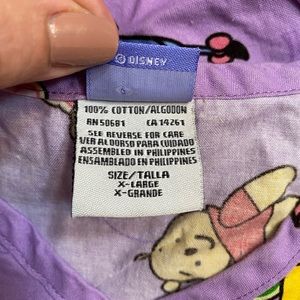 © DISNEY
100% COTTON/ALGODON
RN 50681 CA 14261
SEE REVERSE FOR CARE
VER AL DORSO PARA CUIDADO
ASSEMBLED IN PHILIPPINES
ENSAMBLADO EN PHILIPPINES
SIZE/TALLA
X-LARGE
X-GRANDE